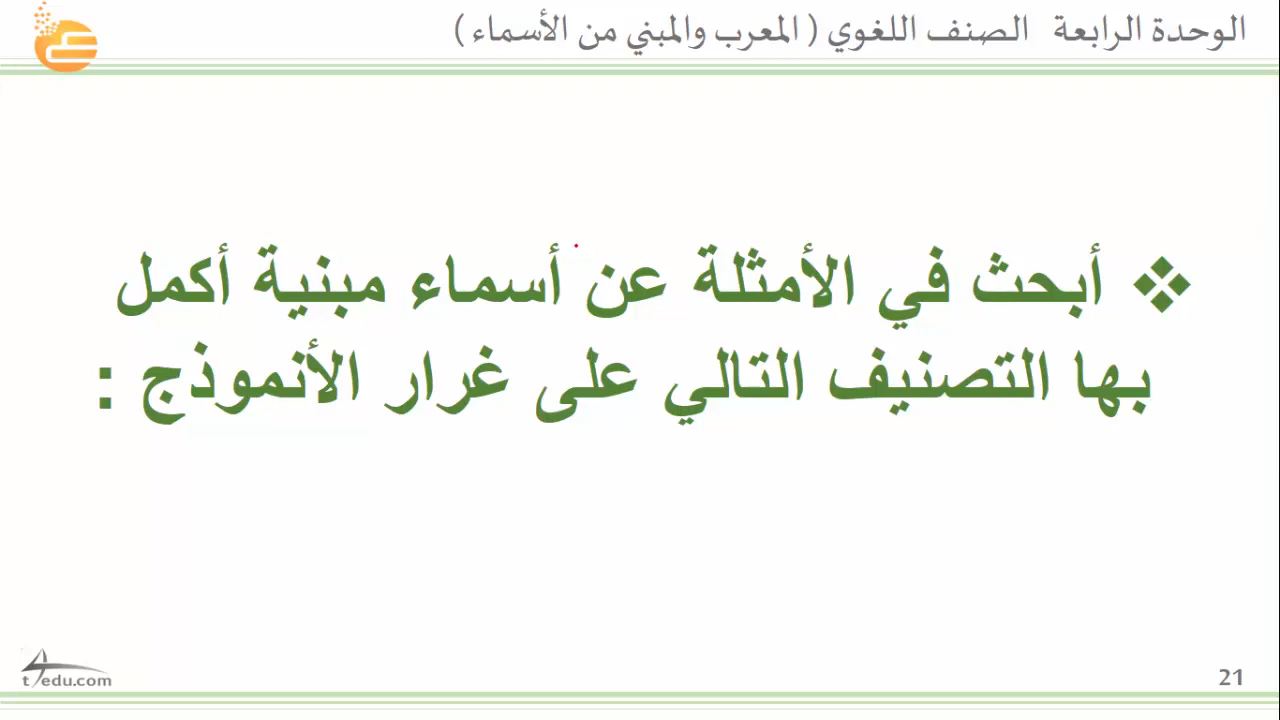 الوحدة الرابعة الصنف اللغوي ( المعرب والمبني من الأسماء )
❖ أبحث في الأمثلة عن أسماء مبنية أكمل
بها التصنيف التالي على غرار الأنموذج :
t4edu.com
21